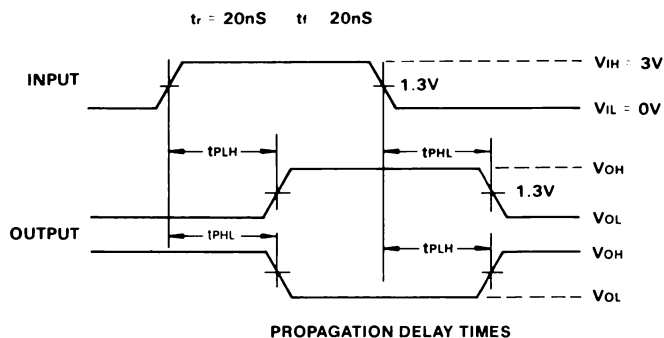 tr = 20nS tf 20nS
INPUT
1.3V
VIH = 3V
VIL = 0V
tPLH
tPHL
VOH
1.3V
VOL
OUTPUT
tPHL
tPLH
VOH
VOL
PROPAGATION DELAY TIMES